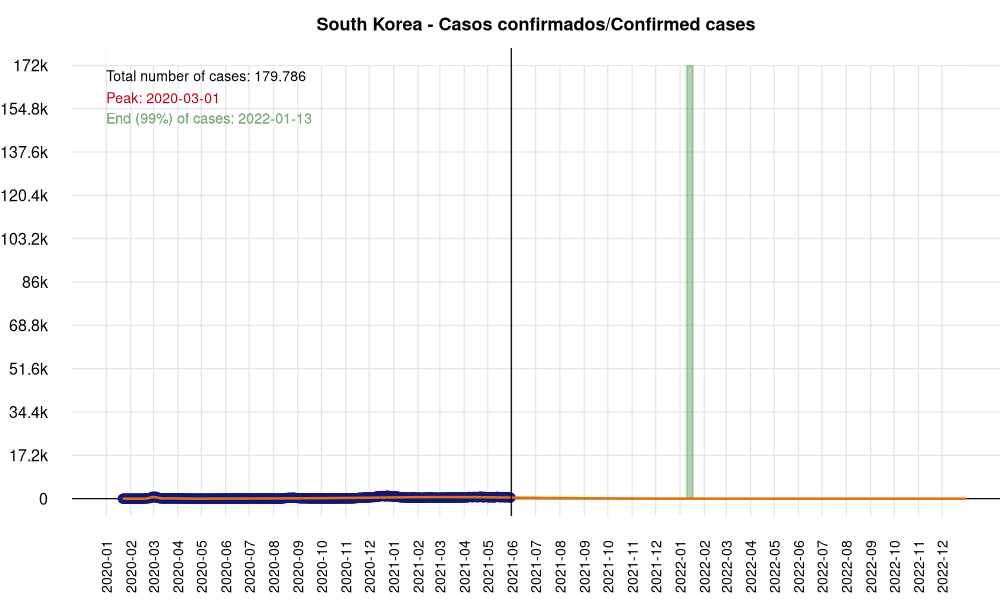 South Korea - Casos confirmados/Confirmed cases
172k
Total number of cases: 179.786
Peak: 2020-03-01
154.8k
End (99%) of cases: 2022-01-13
137.6k
120.4k
103.2k
86k
68.8k
51.6k
34.4k
17.2k
0
2020-01
2020-02
2020-03
2020-04
2020-05
2020-06
2020-07
2020-08
2020-09
2020-10
2020-11
2020-12
2021-01
2021-02
2021-03
2021-04
2021-05
2021-06
2021-07
2021-08
2021-09
2021-10
2021-11
2021-12
2022-01
2022-02
2022-03
2022-04
2022-05
2022-06
2022-07
2022-08
2022-09
2022-10
2022-11
2022-12